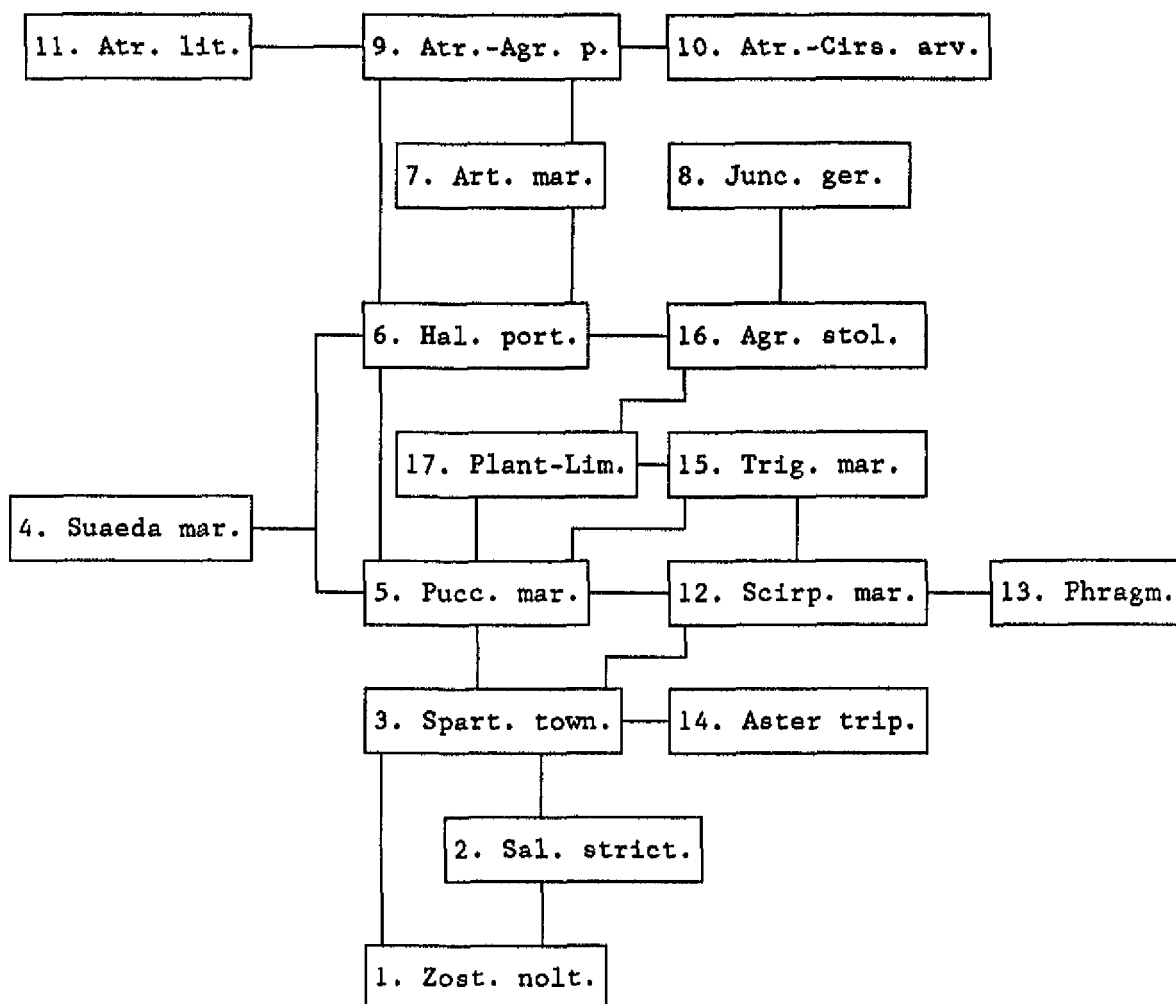 11. Atr. lit.
9. Atr.-Agr. p.
10. Atr.-Cirs. arv.
7. Art. mar.
8. Junc. ger.
6. Hal. port.
16. Agr. stol.
17. Plant-Lim.
15. Trig. mar.
4. Suaeda mar.
5. Pucc. mar.
12. Scirp. mar.
13. Phragm.
3. Spart. town.
14. Aster trip.
2. Sal. strict.
1. Zost. nolt.